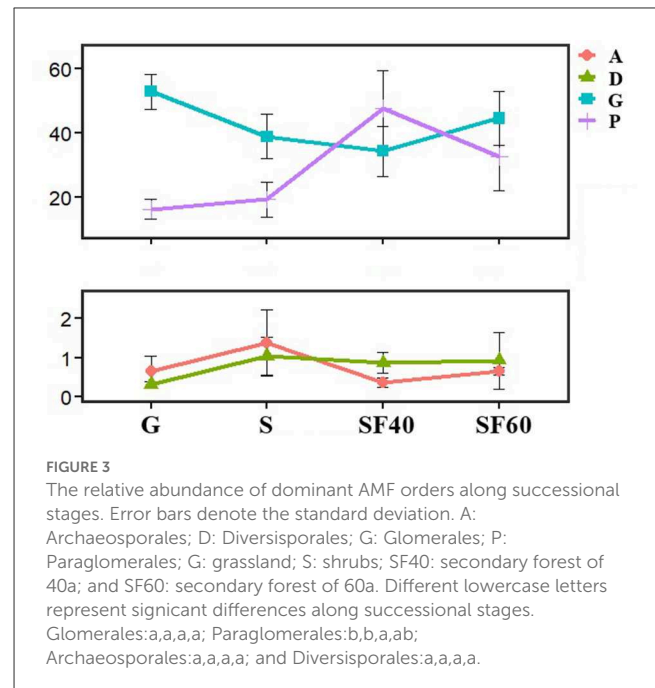 60
40
20
A
D
G
P
2
1
0
G S SF40 SF60
FIGURE 3
The relative abundance of dominant AMF orders along successional
stages. Error bars denote the standard deviation. A:
Archaeosporales; D: Diversisporales; G: Glomerales; P:
Paraglomerales; G: grassland; S: shrubs; SF40: secondary forest of
40a; and SF60: secondary forest of 60a. Different lowercase letters
represent signicant differences along successional stages.
Glomerales:a,a,a,a; Paraglomerales:b,b,a,ab;
Archaeosporales:a,a,a,a; and Diversisporales:a,a,a,a.